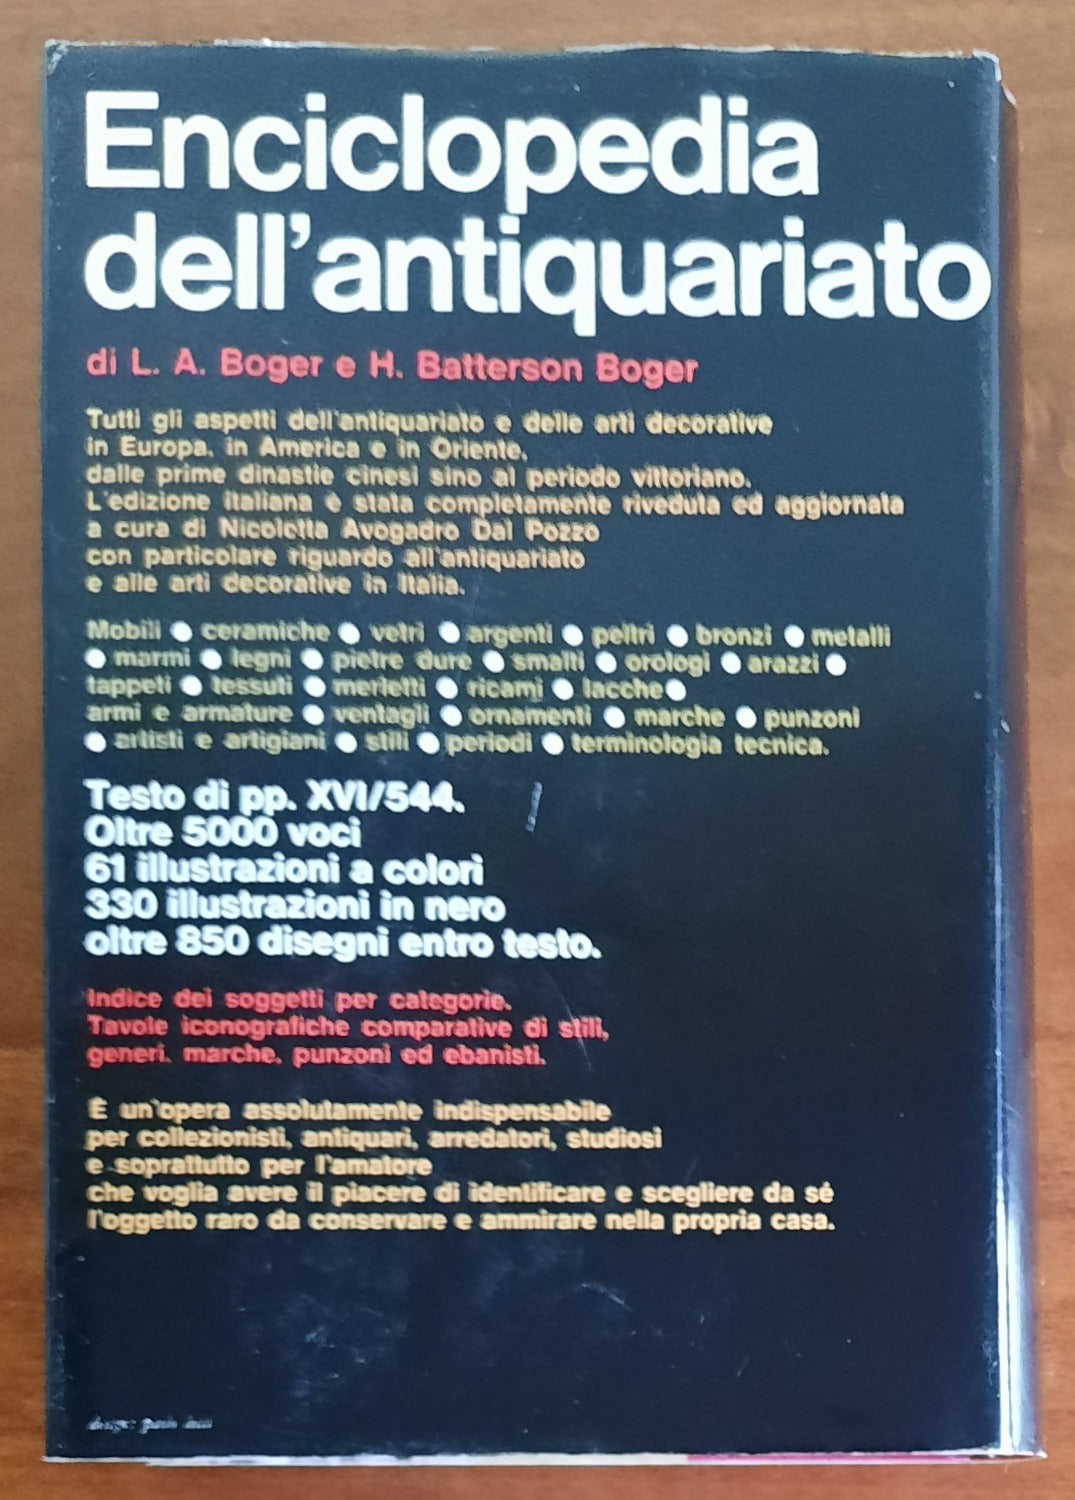 Enciclopedia
dell'antiquariato
di L. A. Boger e H. Batterson Boger
Tutti gli aspetti dell'antiquariato e delle arti decorative
in Europa, in America e in Oriente,
dalle prime dinastie cinesi sino al periodo vittoriano.
L'edizione italiana è stata completamente riveduta ed aggiornata
a cura di Nicoletta Avogadro Dal Pozzo
con particolare riguardo all'antiquariato
e alle arti decorative in Italia.
Mobili ● ceramiche ● vetri ● argenti ● peltri ● bronzi ● metalli
● marmi ● legni ● pietre dure ● smalti ● orologi ● arazzi ●
tappeti ● tessuti ● merletti ● ricami ● lacche ●
armi e armature ● ventagli ● ornamenti ● marche ● punzoni
● artisti e artigiani ● stili ● periodi ● terminologia tecnica.
Testo di pp. XVI/544.
Oltre 5000 voci
61 illustrazioni a colori
330 illustrazioni in nero
oltre 850 disegni entro testo.
Indice dei soggetti per categorie.
Tavole iconografiche comparative di stili,
generi, marche, punzoni ed ebanisti.
É un'opera assolutamente indispensabile
per collezionisti, antiquari, arredatori, studiosi
e soprattutto per l'amatore
che voglia avere il piacere di identificare e scegliere da sé
l'oggetto raro da conservare e ammirare nella propria casa.